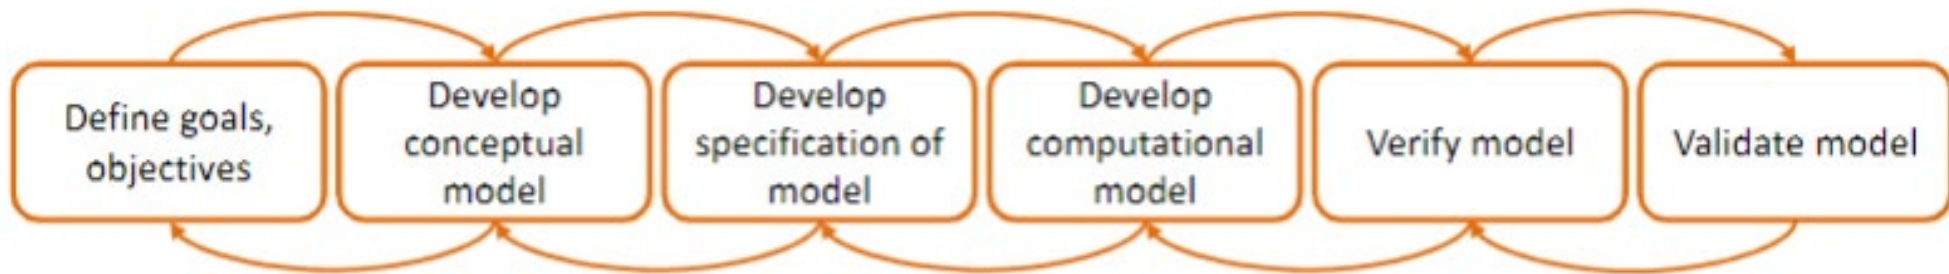 Define goals,
objectives
Develop
conceptual
model
Develop
specification of
model
Develop
computational
model
Verify model
Validate model